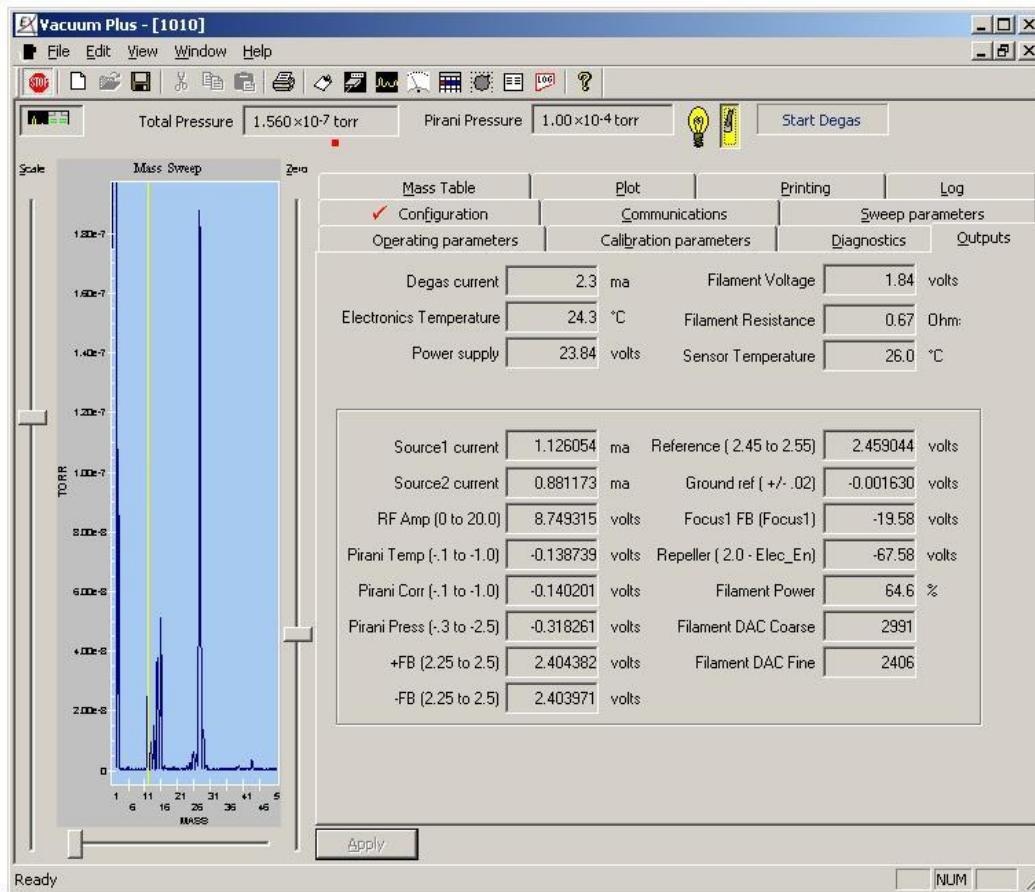 Vacuum Plus - [1010]
File Edit View Window Help
STOP LOG ?
Total Pressure 1.560×10-7 torr Pirani Pressure 1.00×10-4 torr Start Degas
Scale Mass Sweep Zero
Mass Table Plot Printing Log
Configuration Communications Sweep parameters
Operating parameters Calibration parameters Diagnostics Outputs
Degas current 2.3 ma Filament Voltage 1.84 volts
Electronics Temperature 24.3 °C Filament Resistance 0.67 Ohm:
Power supply 23.84 volts Sensor Temperature 26.0 °C
Source1 current 1.126054 ma Reference ( 2.45 to 2.55) 2.459044 volts
Source2 current 0.881173 ma Ground ref ( +/- .02) -0.001630 volts
RF Amp (0 to 20.0) 8.749315 volts Focus1 FB (Focus1) -19.58 volts
Pirani Temp (-.1 to -1.0) -0.138739 volts Repeller ( 2.0 - Elec_En) -67.58 volts
Pirani Corr (-.1 to -1.0) -0.140201 volts Filament Power 64.6 %
Pirani Press (-.3 to -2.5) -0.318261 volts Filament DAC Coarse 2991
+FB (2.25 to 2.5) 2.404382 volts Filament DAC Fine 2406
-FB (2.25 to 2.5) 2.403971 volts
1.80e-7
1.60e-7
1.40e-7
1.20e-7
1.00e-7
8.00e-8
6.00e-8
4.00e-8
2.00e-8
0
TORR
1 11 21 31 41 5
6 16 26 36 46
MASS
Apply
Ready NUM